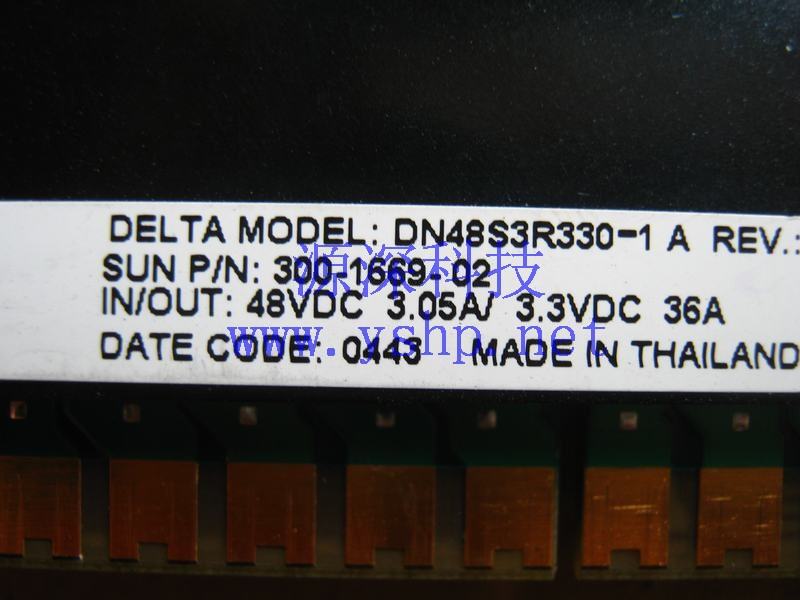 DELTA MODEL: DN48S3R330-1 A REV.:
SUN P/N: 300-1669-02
IN/OUT: 48VDC 3.05A/ 3.3VDC 36A
DATE CODE: 0443 MADE IN THAILAND
源深科技
www.yshp.net